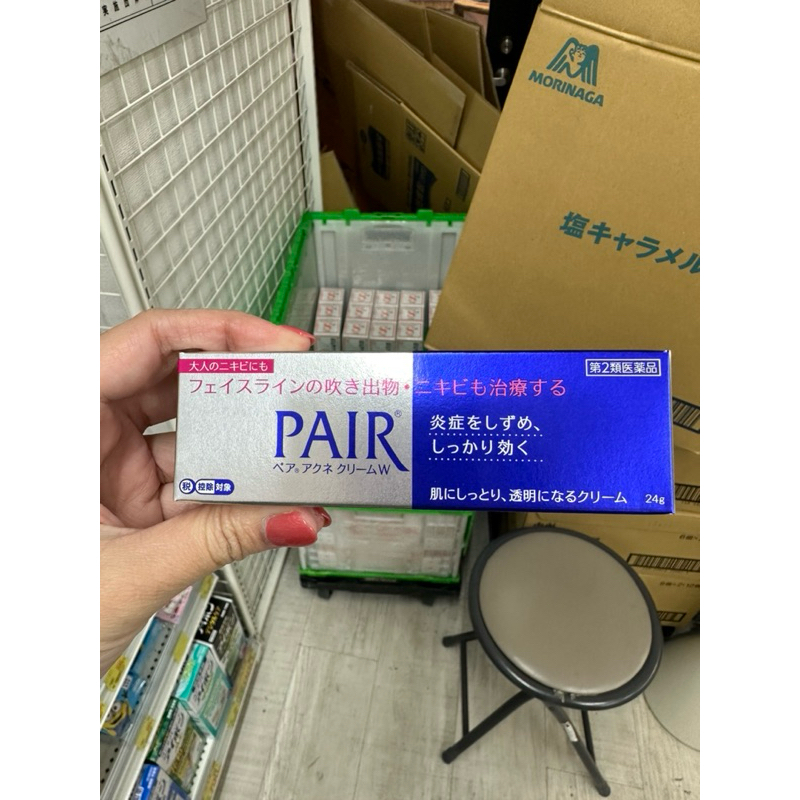 MORINAGA
塩キャラメル
大人のニキビにも
フェイスラインの吹き出物・ニキビも治療する
第2類医薬品
PAIR®
ペア®アクネ クリームW
炎症をしずめ、
しっかり効く
税 控除 対象
肌にしっとり、透明になるクリーム 24g